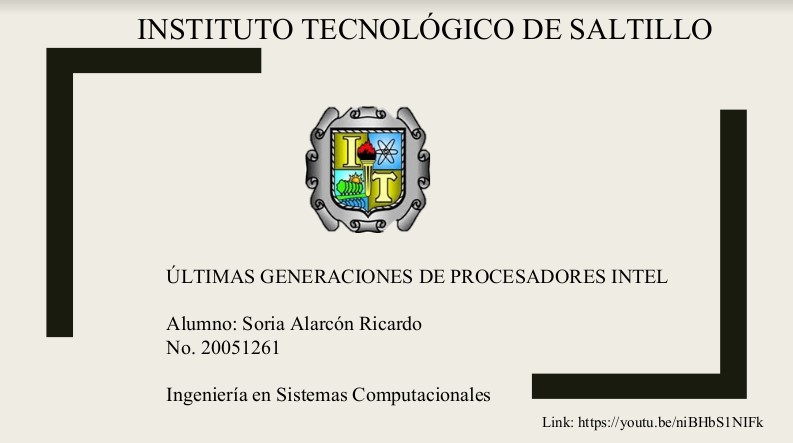 INSTITUTO TECNOLÓGICO DE SALTILLO
I
T
ÚLTIMAS GENERACIONES DE PROCESADORES INTEL
Alumno: Soria Alarcón Ricardo
No. 20051261
Ingeniería en Sistemas Computacionales
Link: https://youtu.be/niBHbS1NIFk